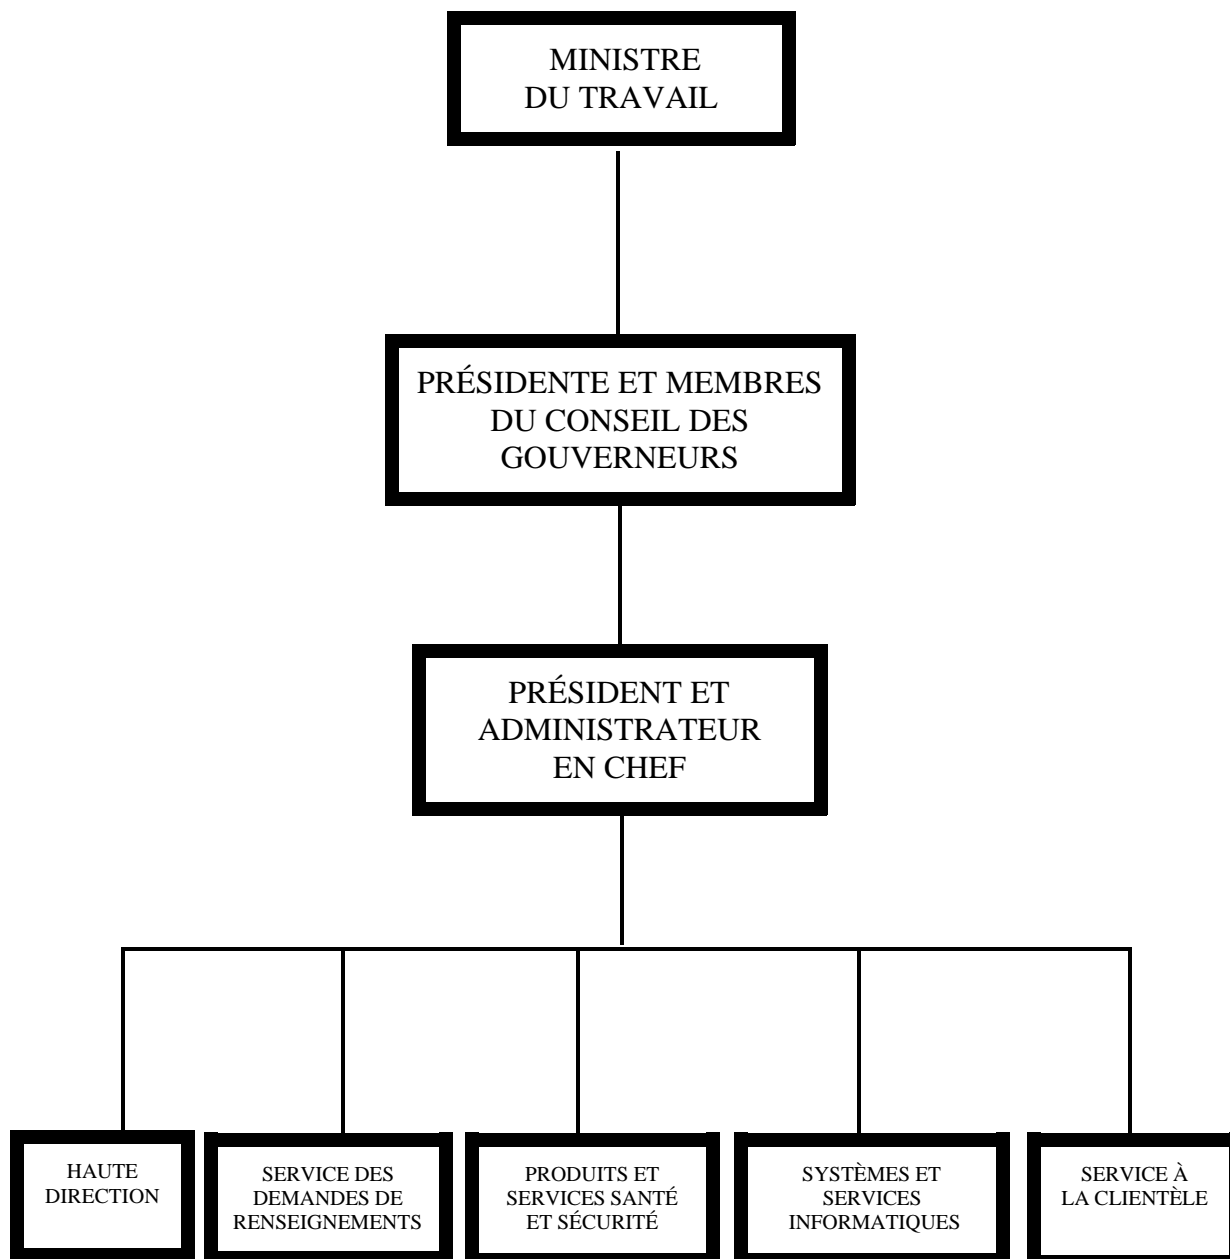 MINISTRE
DU TRAVAIL
PRÉSIDENTE ET MEMBRES
DU CONSEIL DES
GOUVERNEURS
PRÉSIDENT ET
ADMINISTRATEUR
EN CHEF
HAUTE
DIRECTION
SERVICE DES
DEMANDES DE
RENSEIGNEMENTS
PRODUITS ET
SERVICES SANTÉ
ET SÉCURITÉ
SYSTÈMES ET
SERVICES
INFORMATIQUES
SERVICE À
LA CLIENTÈLE